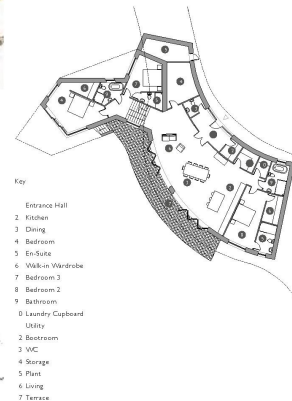 Key
Entrance Hall
2 Kitchen
3 Dining
4 Bedroom
5 En-Suite
6 Walk-in Wardrobe
7 Bedroom 3
8 Bedroom 2
9 Bathroom
0 Laundry Cupboard
Utility
2 Bootroom
3 WC
4 Storage
5 Plant
6 Living
7 Terrace